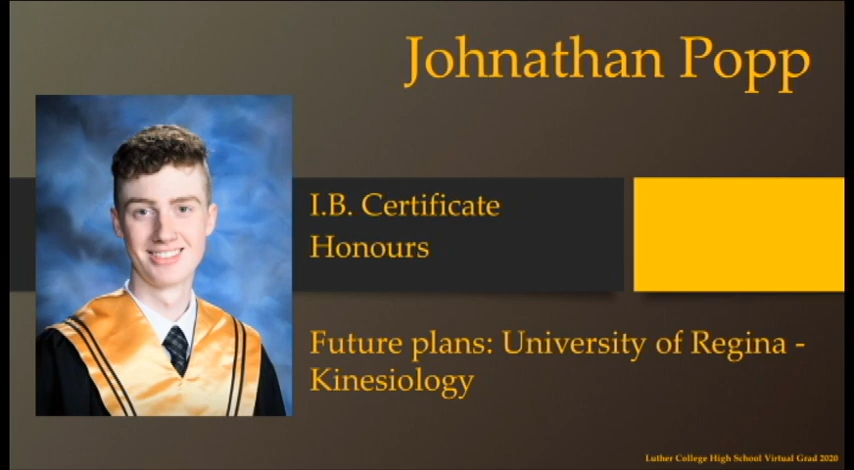 Johnathan Popp
I.B. Certificate
Honours
Future plans: University of Regina -
Kinesiology
Luther College High School Virtual Grad 2020